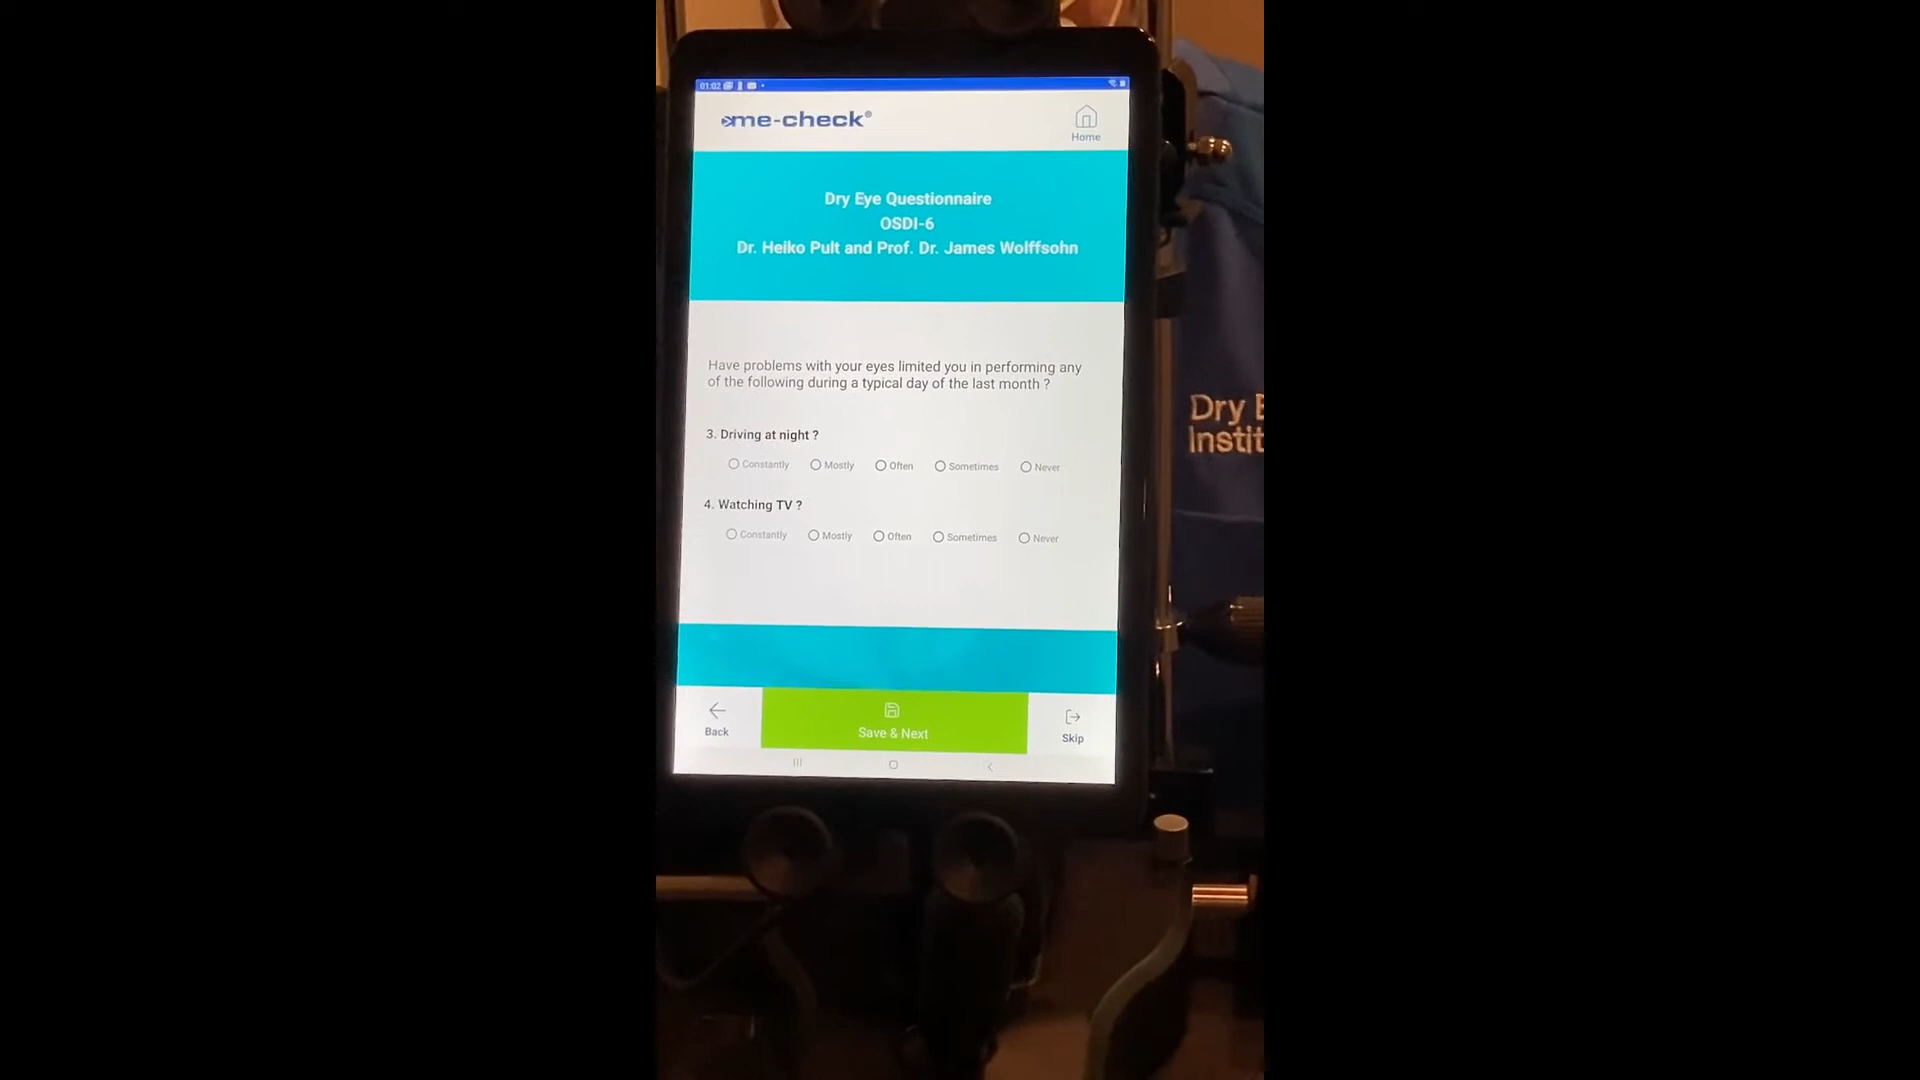 01:02
me-check®
Home
Dry Eye Questionnaire
OSDI-6
Dr. Heiko Pult and Prof. Dr. James Wolffsohn
Have problems with your eyes limited you in performing any
of the following during a typical day of the last month ?
3. Driving at night ?
Constantly Mostly Often Sometimes Never
4. Watching TV ?
Constantly Mostly Often Sometimes Never
Back
Save & Next
Skip
Dry